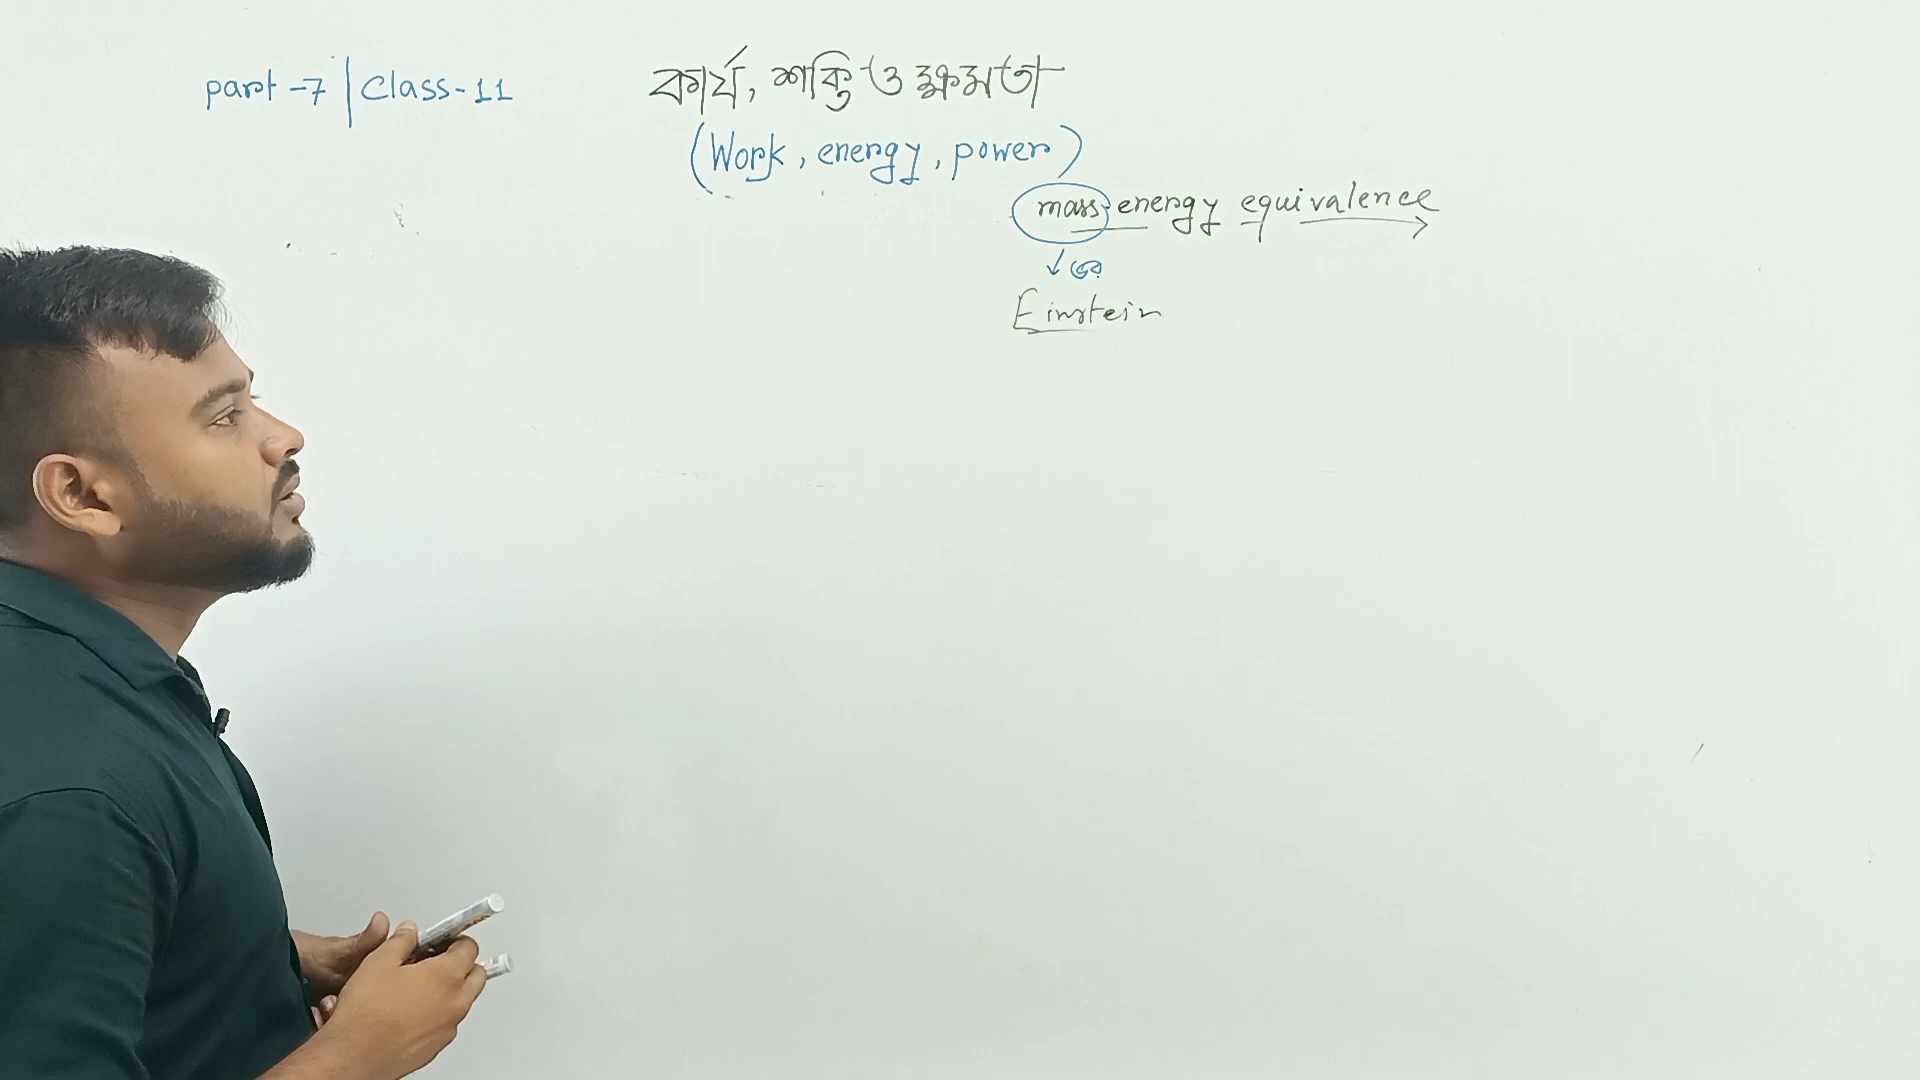 part-7 | Class-11
কার্য, শক্তি ও ক্ষমতা
(Work, energy, power)
mass-energy equivalence
↓ ভর
Einstein